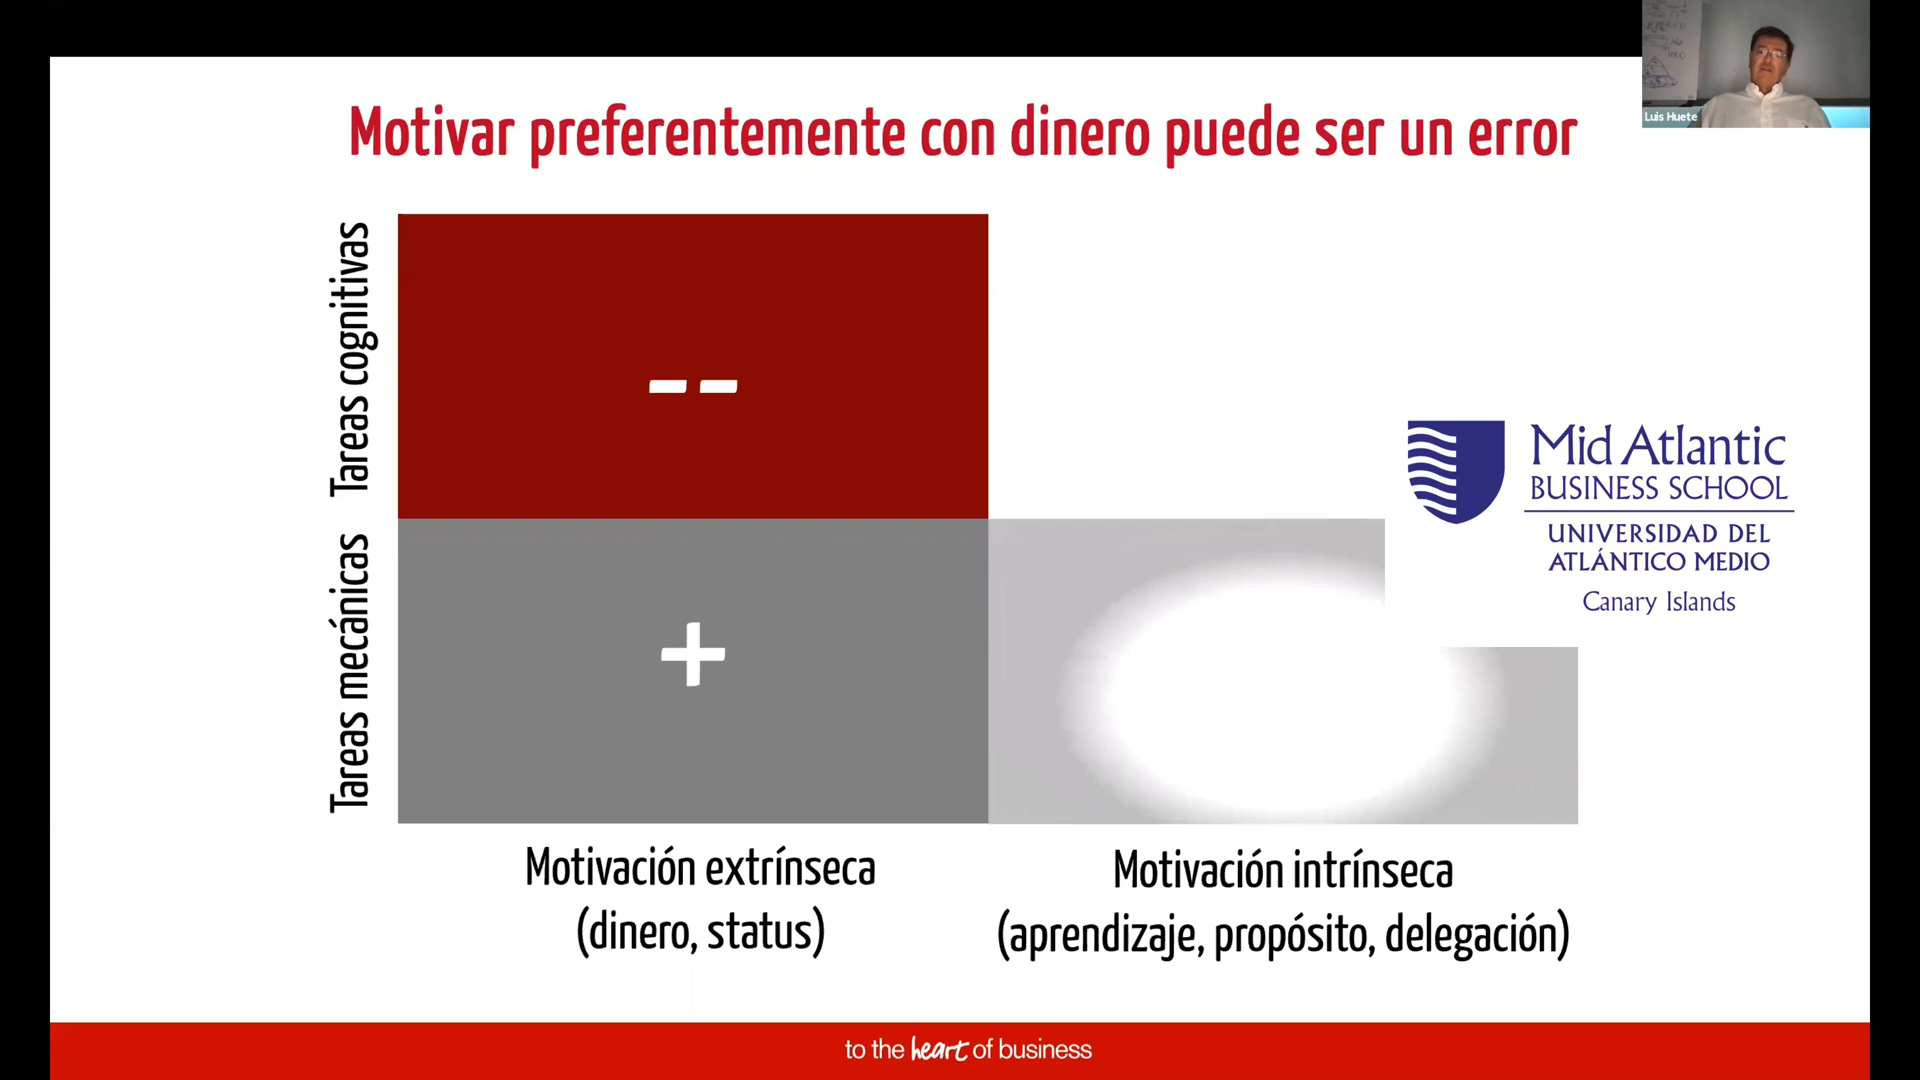 Luis Huete
Motivar preferentemente con dinero puede ser un error
Tareas cognitivas
--
Mid Atlantic
BUSINESS SCHOOL
UNIVERSIDAD DEL
ATLÁNTICO MEDIO
Canary Islands
Tareas mecánicas
+
Motivación extrínseca
(dinero, status)
Motivación intrínseca
(aprendizaje, propósito, delegación)
to the heart of business